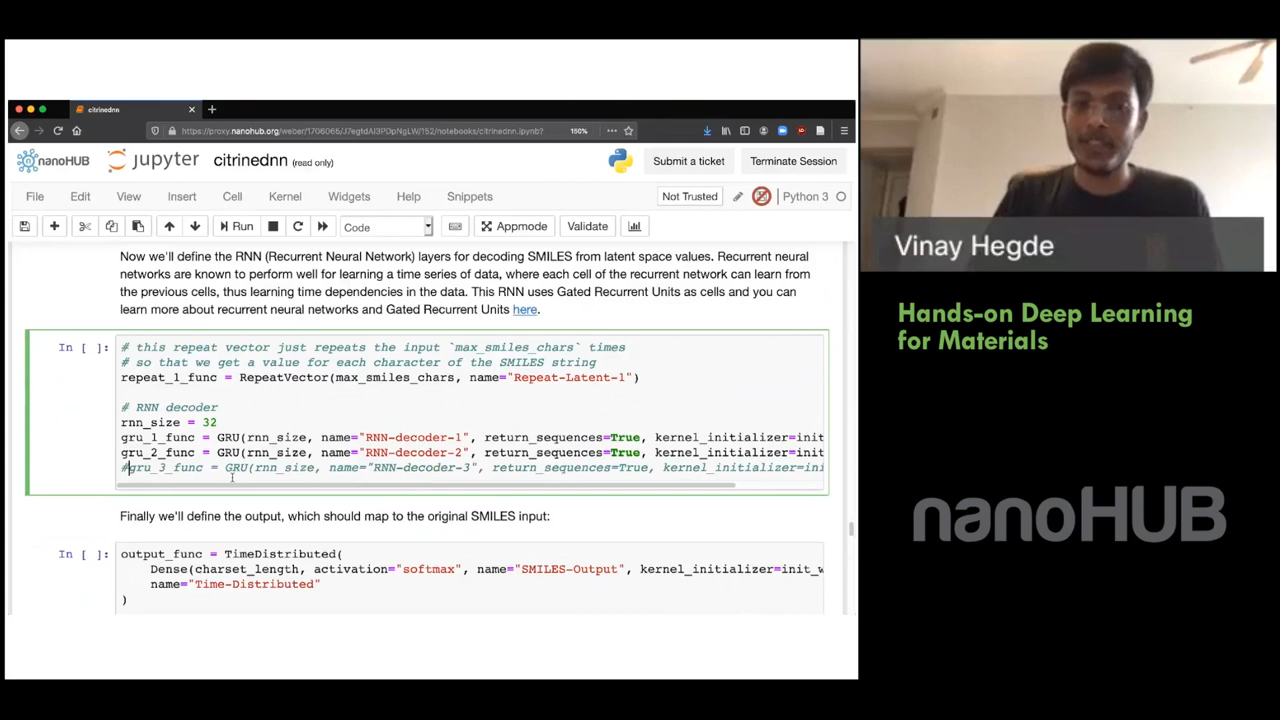 citrinednn
https://proxy.nanohub.org/weber/1706065/J7egtdAI3PDpNgLW/152/notebooks/citrinednn.ipynb?
150%
nanoHUB
jupyter
citrinednn (read only)
Submit a ticket
Terminate Session
File Edit View Insert Cell Kernel Widgets Help Snippets
Not Trusted
Python 3
Run
Code
Appmode
Validate
Now we'll define the RNN (Recurrent Neural Network) layers for decoding SMILES from latent space values. Recurrent neural
networks are known to perform well for learning a time series of data, where each cell of the recurrent network can learn from
the previous cells, thus learning time dependencies in the data. This RNN uses Gated Recurrent Units as cells and you can
learn more about recurrent neural networks and Gated Recurrent Units here.
In [ ]:
# this repeat vector just repeats the input `max_smiles_chars` times
# so that we get a value for each character of the SMILES string
repeat_1_func = RepeatVector(max_smiles_chars, name="Repeat-Latent-1")
# RNN decoder
rnn_size = 32
gru_1_func = GRU(rnn_size, name="RNN-decoder-1", return_sequences=True, kernel_initializer=init
gru_2_func = GRU(rnn_size, name="RNN-decoder-2", return_sequences=True, kernel_initializer=init
#gru_3_func = GRU(rnn_size, name="RNN-decoder-3", return_sequences=True, kernel_initializer=ini
Finally we'll define the output, which should map to the original SMILES input:
In [ ]:
output_func = TimeDistributed(
Dense(charset_length, activation="softmax", name="SMILES-Output", kernel_initializer=init_w
name="Time-Distributed"
)
Vinay Hegde
Hands-on Deep Learning
for Materials
nanoHUB